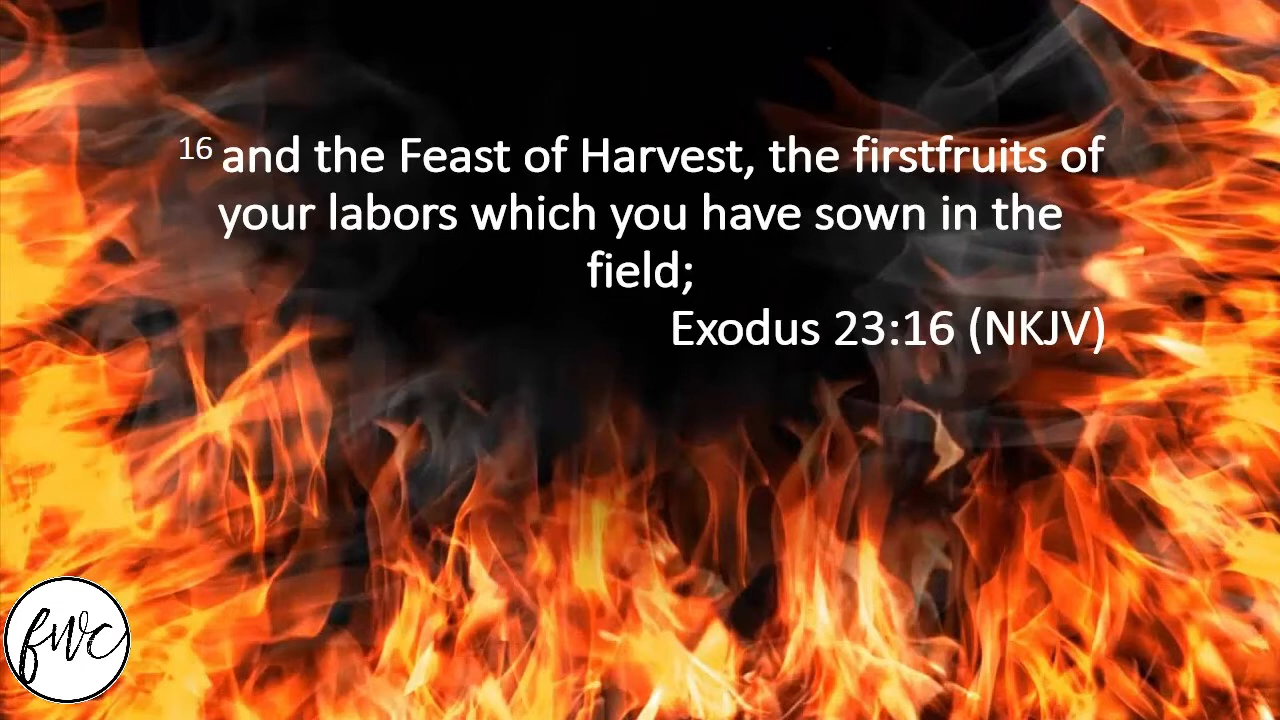 16 and the Feast of Harvest, the firstfruits of
your labors which you have sown in the
field;
Exodus 23:16 (NKJV)
fwc